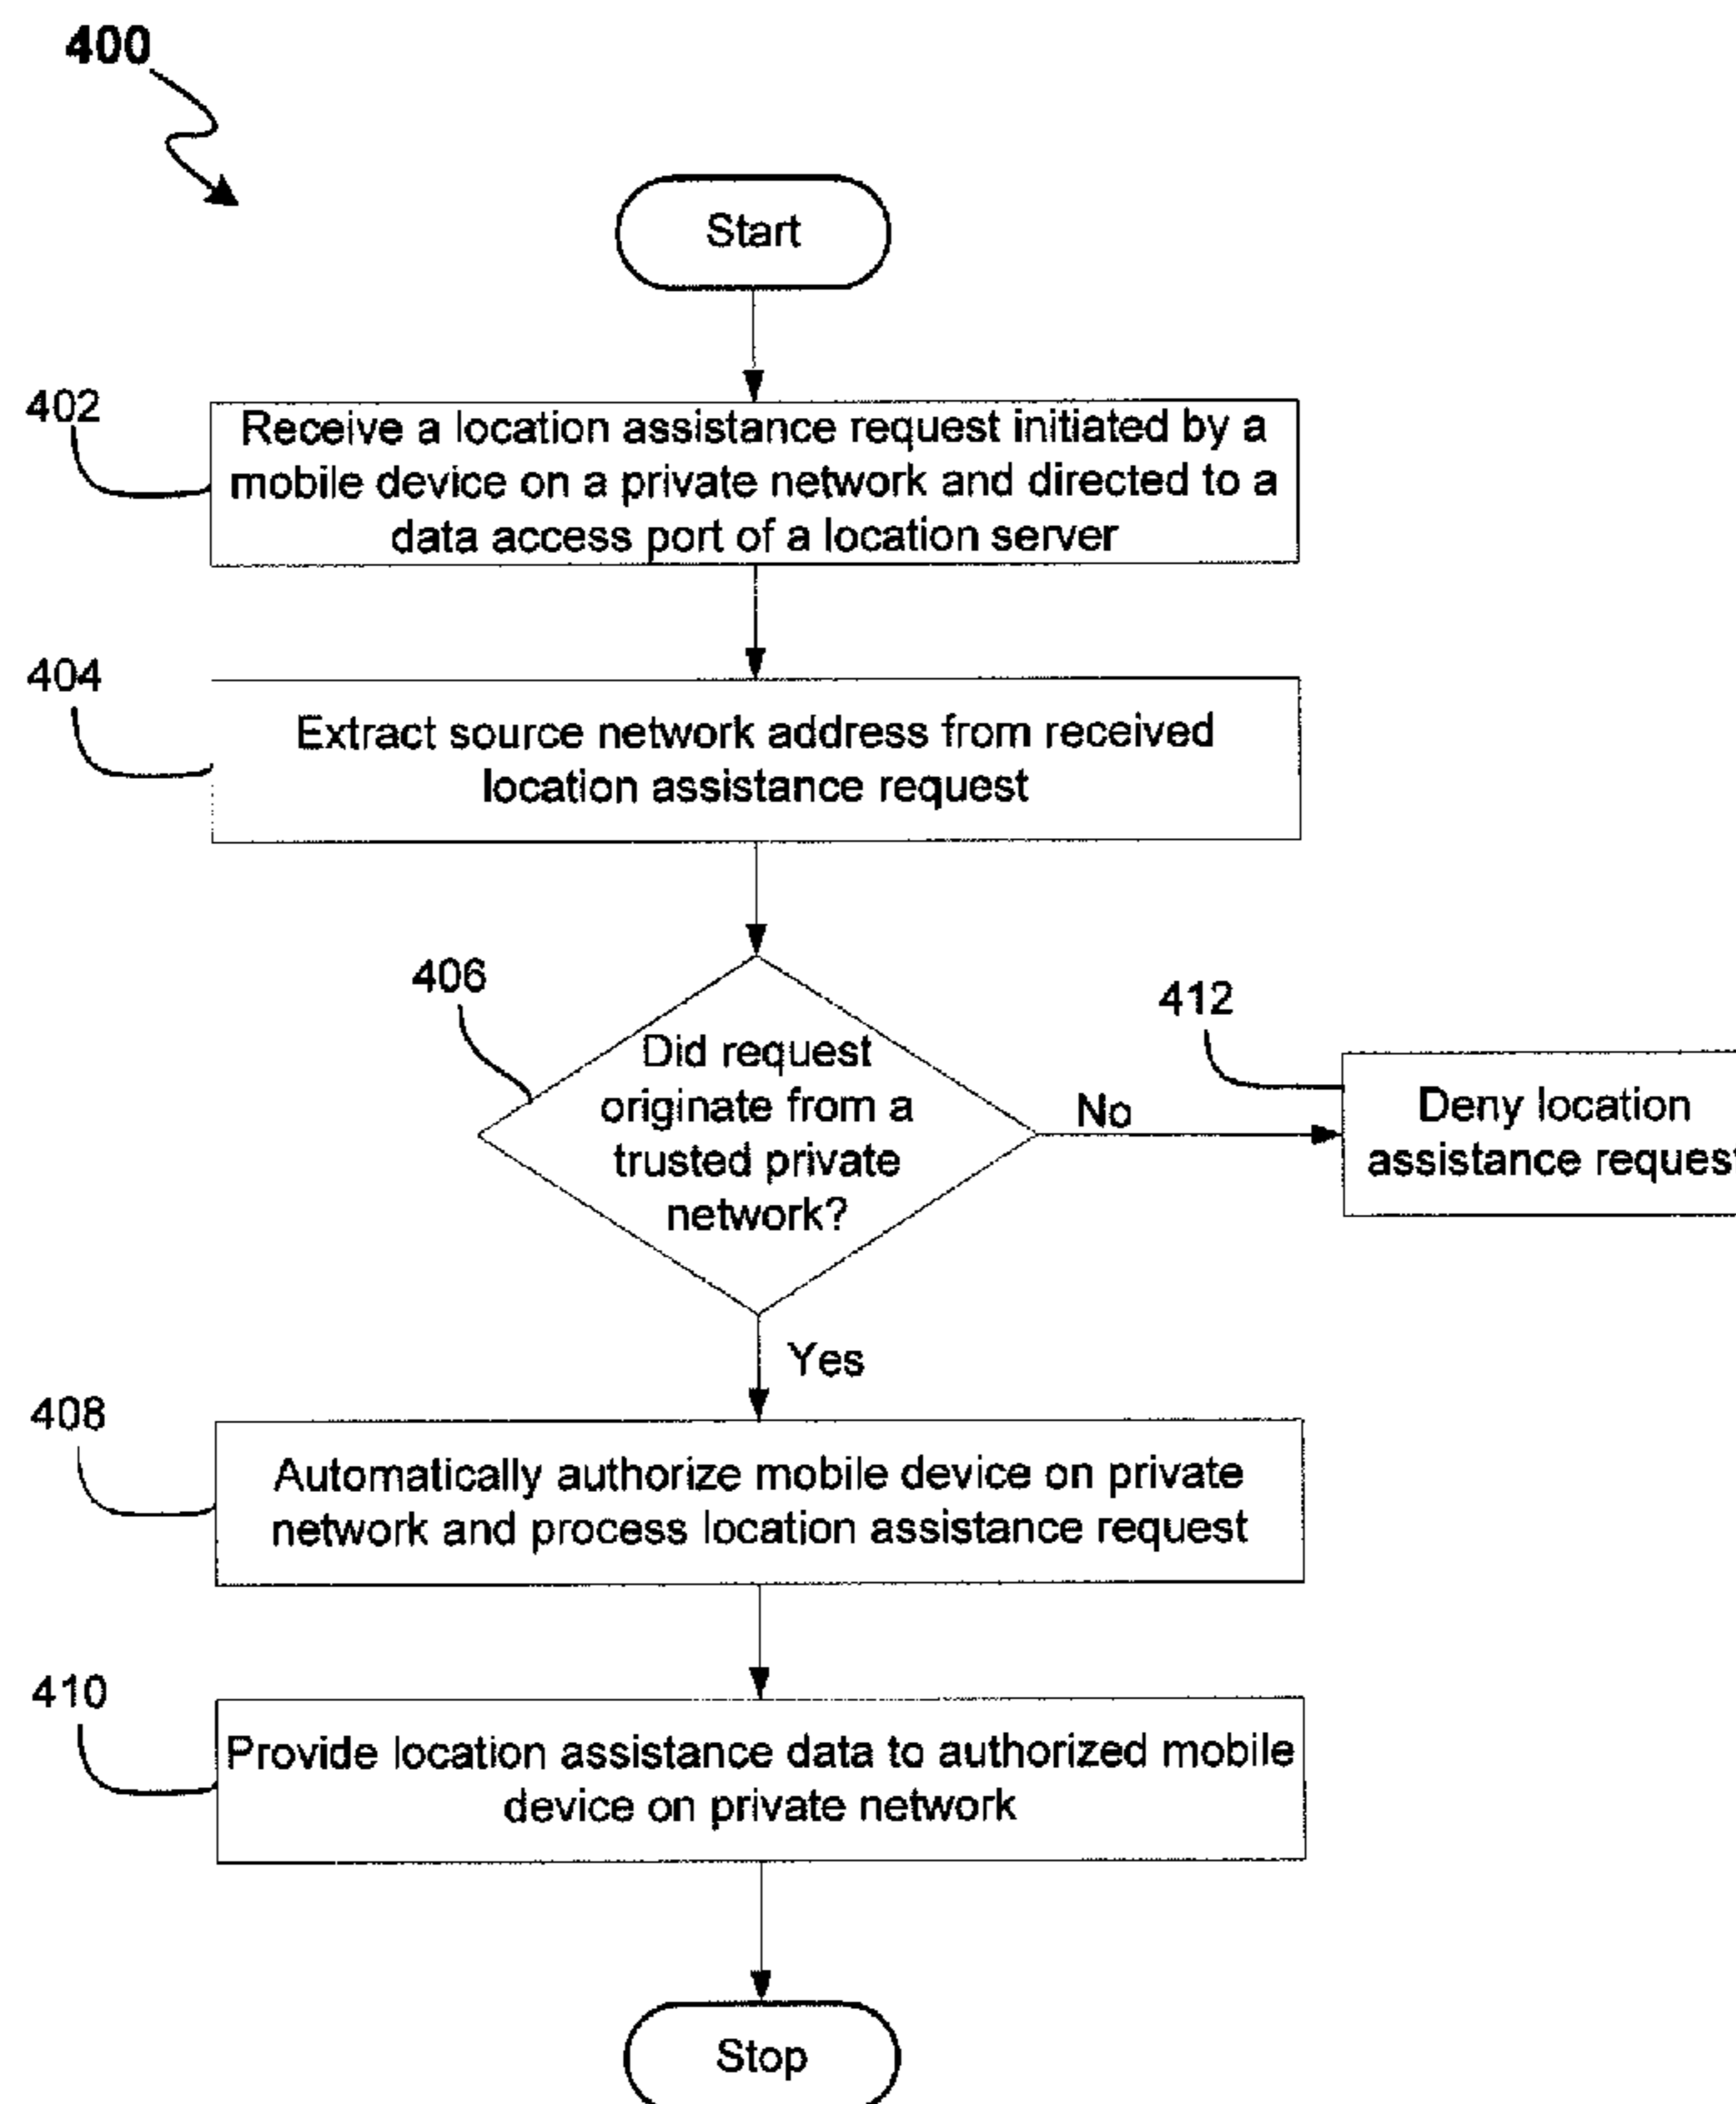 400
Start
402
Receive a location assistance request initiated by a
mobile device on a private network and directed to a
data access port of a location server
404
Extract source network address from received
location assistance request
406
Did request
originate from a
trusted private
network?
412
No
Deny location
assistance request
Yes
408
Automatically authorize mobile device on private
network and process location assistance request
410
Provide location assistance data to authorized mobile
device on private network
Stop